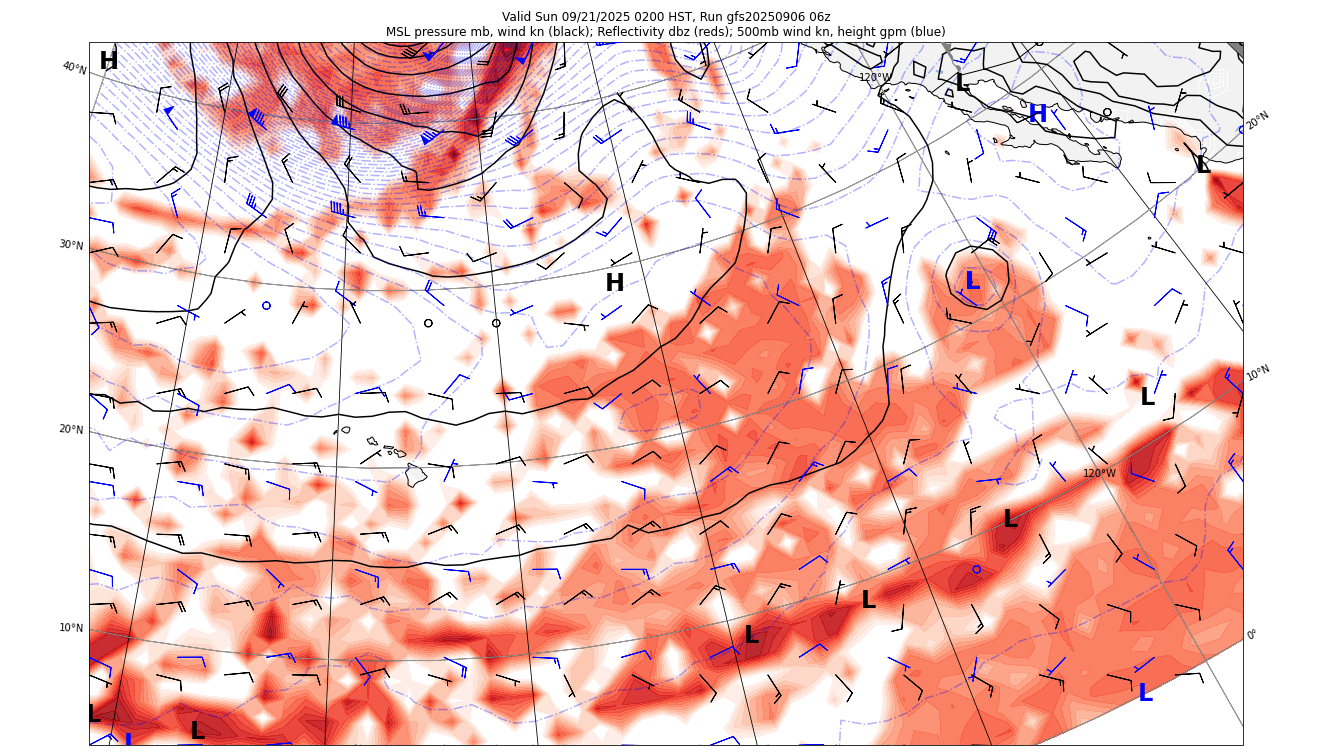 Valid Sun 09/21/2025 0200 HST, Run gfs20250906 06z
MSL pressure mb, wind kn (black); Reflectivity dbz (reds); 500mb wind kn, height gpm (blue)
H
40°N
120°W
L
H
20°N
L
30°N
H
L
10°N
L
20°N
120°W
L
L
10°N
L
0°
L
L
L
L